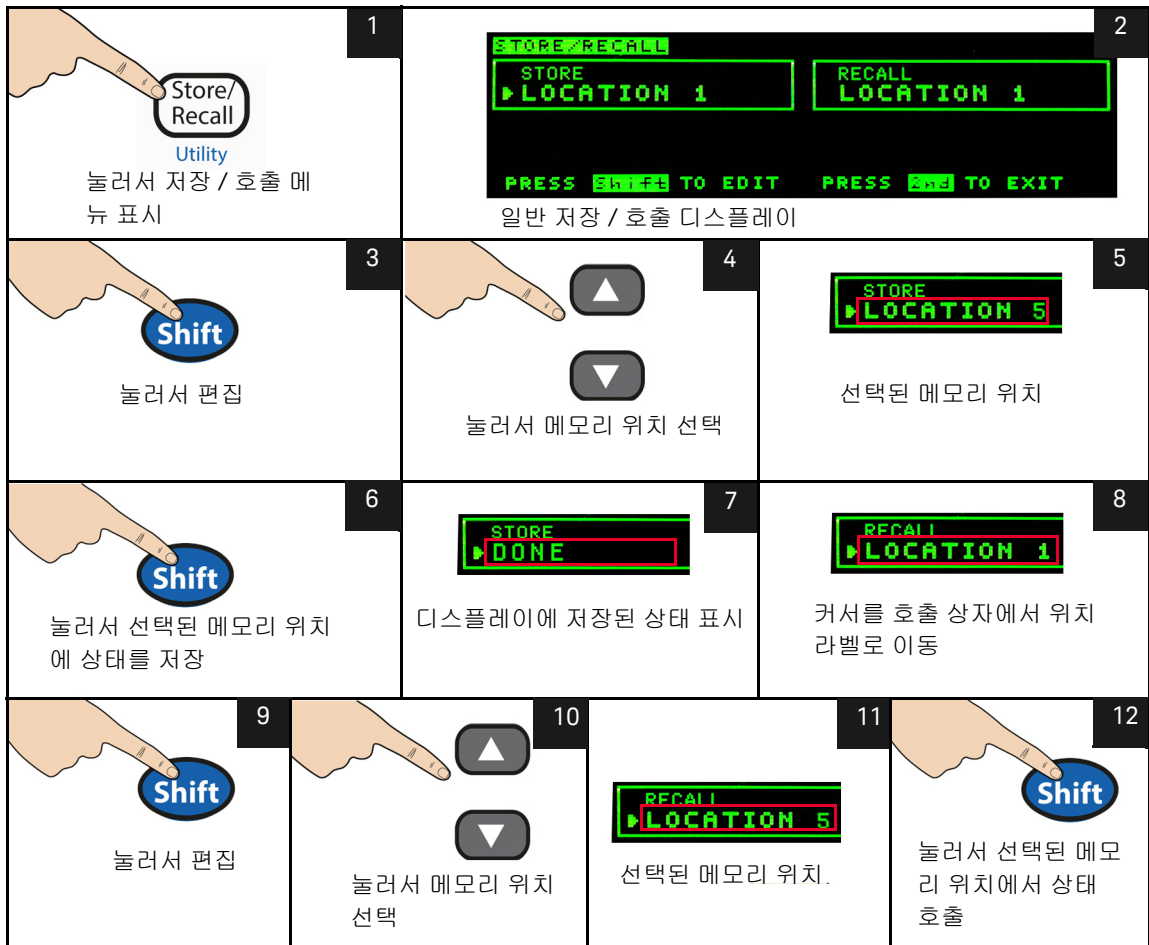 1
Store/
Recall
Utility
눌러서 저장 / 호출 메
뉴 표시
2
STORE/RECALL
STORE
LOCATION 1
RECALL
LOCATION 1
PRESS Shift TO EDIT
PRESS 2nd TO EXIT
일반 저장 / 호출 디스플레이
3
Shift
눌러서 편집
4
눌러서 메모리 위치 선택
5
STORE
LOCATION 5
선택된 메모리 위치
6
Shift
눌러서 선택된 메모리 위치
에 상태를 저장
7
STORE
DONE
디스플레이에 저장된 상태 표시
8
RECALL
LOCATION 1
커서를 호출 상자에서 위치
라벨로 이동
9
Shift
눌러서 편집
10
눌러서 메모리 위치
선택
11
RECALL
LOCATION 5
선택된 메모리 위치.
12
Shift
눌러서 선택된 메모
리 위치에서 상태
호출